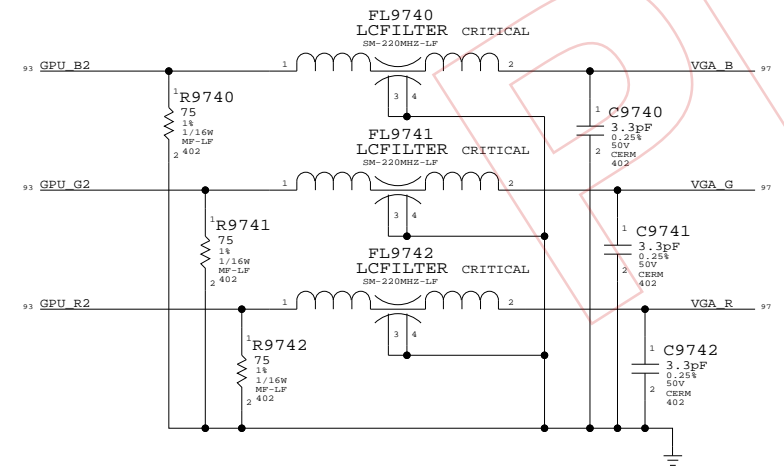 FL9740
LCFILTER CRITICAL
SM-220MHZ-LF
93 GPU_B2 1 2 VGA_B 97
3 4
1 R9740
75
1%
1/16W
MF-LF
2 402
1 C9740
3.3pF
0.25%
50V
CERM
2 402
FL9741
LCFILTER CRITICAL
SM-220MHZ-LF
93 GPU_G2 1 2 VGA_G 97
3 4
1 R9741
75
1%
1/16W
MF-LF
2 402
1 C9741
3.3pF
0.25%
50V
2 CERM
402
FL9742
LCFILTER CRITICAL
SM-220MHZ-LF
93 GPU_R2 1 2 VGA_R 97
3 4
1 R9742
75
1%
1/16W
MF-LF
2 402
1 C9742
3.3pF
0.25%
50V
2 CERM
402